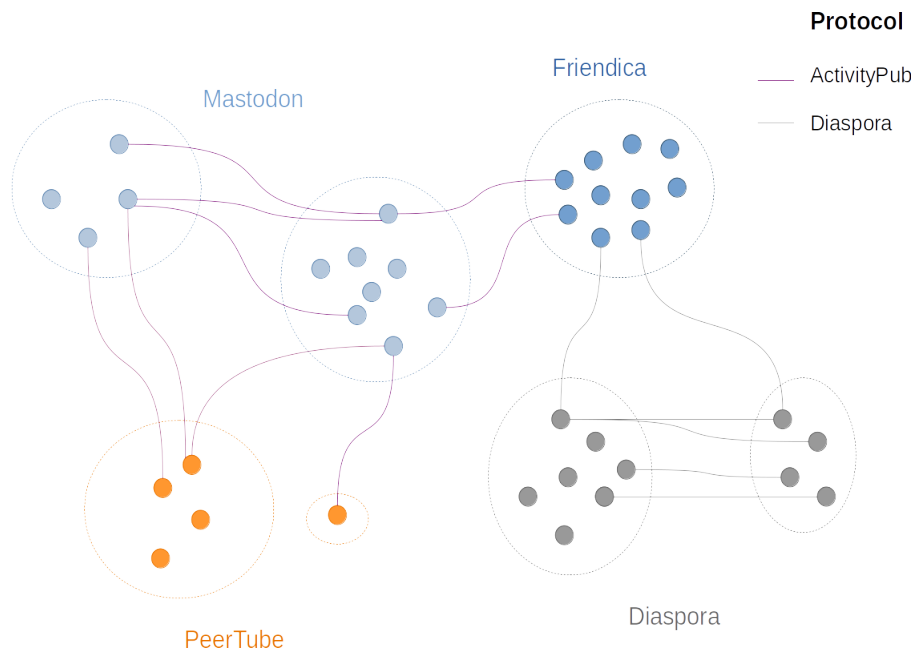 Protocol
Friendica
ActivityPub
Mastodon
Diaspora
Diaspora
PeerTube